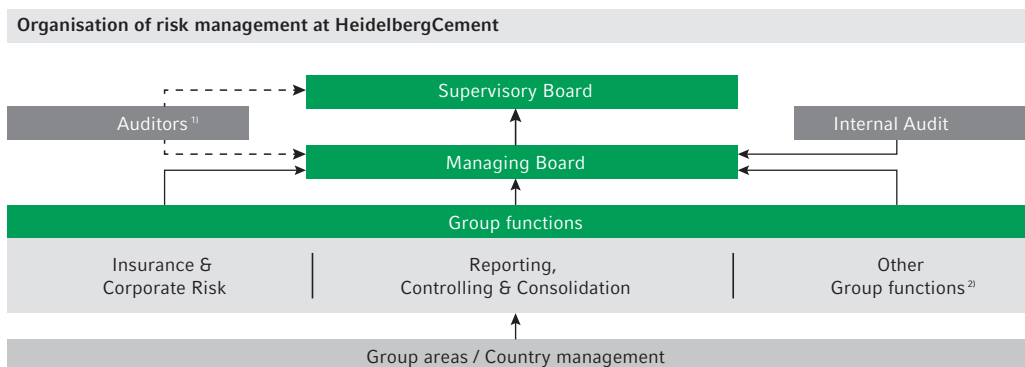 Organisation of risk management at HeidelbergCement
Supervisory Board
Auditors 1)
Internal Audit
Managing Board
Group functions
Insurance &
Corporate Risk
Reporting,
Controlling & Consolidation
Other
Group functions 2)
Group areas / Country management